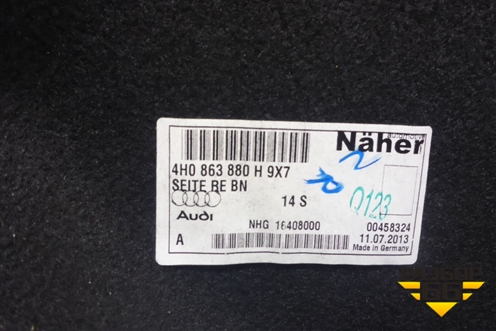 Näher
automotive
4H0 863 880 H 9X7
SEITE RE BN
14 S
Q123
Audi
NHG 16408000
00458324
A
11.07.2013
Made in Germany